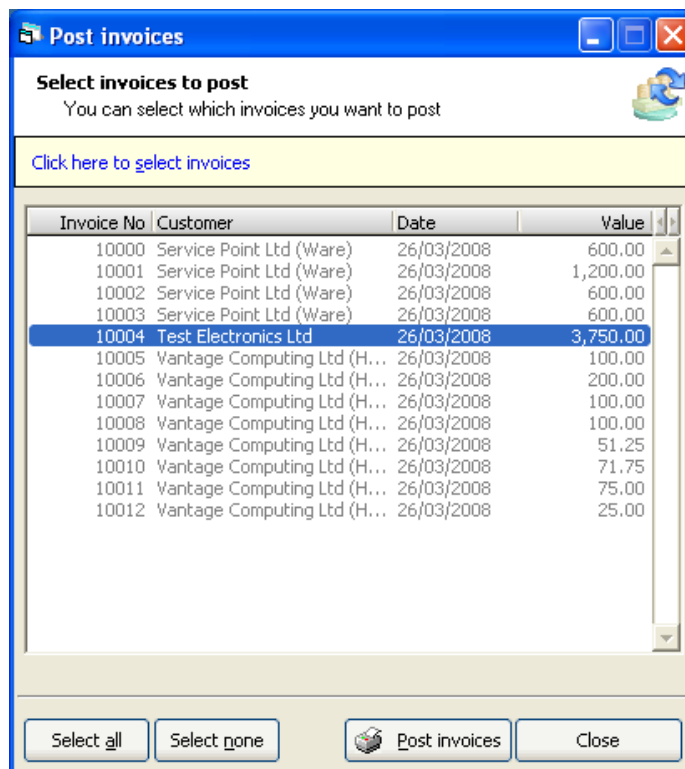 Post invoices
Select invoices to post
You can select which invoices you want to post
Click here to select invoices
Invoice No Customer Date Value
10000 Service Point Ltd (Ware) 26/03/2008 600.00
10001 Service Point Ltd (Ware) 26/03/2008 1,200.00
10002 Service Point Ltd (Ware) 26/03/2008 600.00
10003 Service Point Ltd (Ware) 26/03/2008 600.00
10004 Test Electronics Ltd 26/03/2008 3,750.00
10005 Vantage Computing Ltd (H... 26/03/2008 100.00
10006 Vantage Computing Ltd (H... 26/03/2008 200.00
10007 Vantage Computing Ltd (H... 26/03/2008 100.00
10008 Vantage Computing Ltd (H... 26/03/2008 100.00
10009 Vantage Computing Ltd (H... 26/03/2008 51.25
10010 Vantage Computing Ltd (H... 26/03/2008 71.75
10011 Vantage Computing Ltd (H... 26/03/2008 75.00
10012 Vantage Computing Ltd (H... 26/03/2008 25.00
Select all Select none Post invoices Close